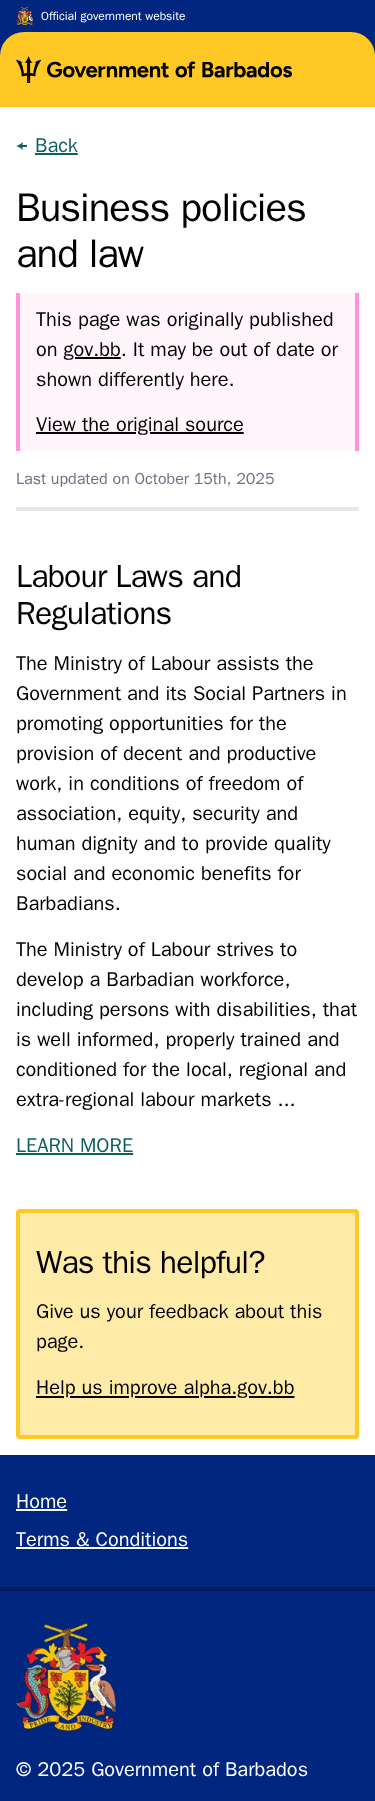 Official government website
Government of Barbados
Back
Business policies
and law
This page was originally published
on gov.bb. It may be out of date or
shown differently here.
View the original source
Last updated on October 15th, 2025
Labour Laws and
Regulations
The Ministry of Labour assists the
Government and its Social Partners in
promoting opportunities for the
provision of decent and productive
work, in conditions of freedom of
association, equity, security and
human dignity and to provide quality
social and economic benefits for
Barbadians.
The Ministry of Labour strives to
develop a Barbadian workforce,
including persons with disabilities, that
is well informed, properly trained and
conditioned for the local, regional and
extra-regional labour markets ...
LEARN MORE
Was this helpful?
Give us your feedback about this
page.
Help us improve alpha.gov.bb
Home
Terms & Conditions
PRIDE AND INDUSTRY
© 2025 Government of Barbados